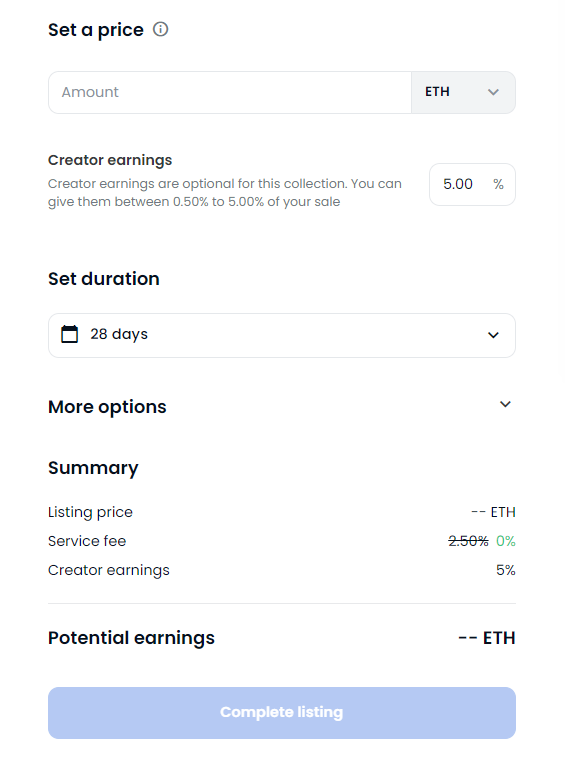 Set a price
Amount
ETH
Creator earnings
Creator earnings are optional for this collection. You can
give them between 0.50% to 5.00% of your sale
5.00 %
Set duration
28 days
More options
Summary
Listing price -- ETH
Service fee 2.50% 0%
Creator earnings 5%
Potential earnings -- ETH
Complete listing